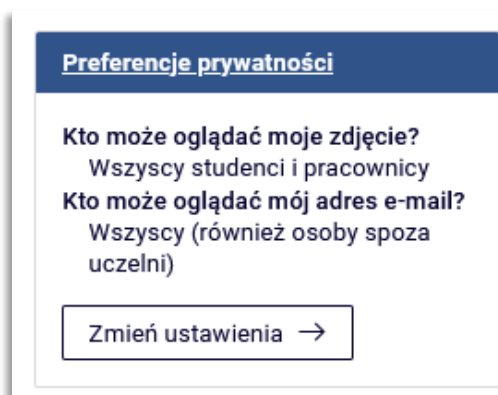 Preferencje prywatności
Kto może oglądać moje zdjęcie?
Wszyscy studenci i pracownicy
Kto może oglądać mój adres e-mail?
Wszyscy (również osoby spoza
uczelni)
Zmień ustawienia →